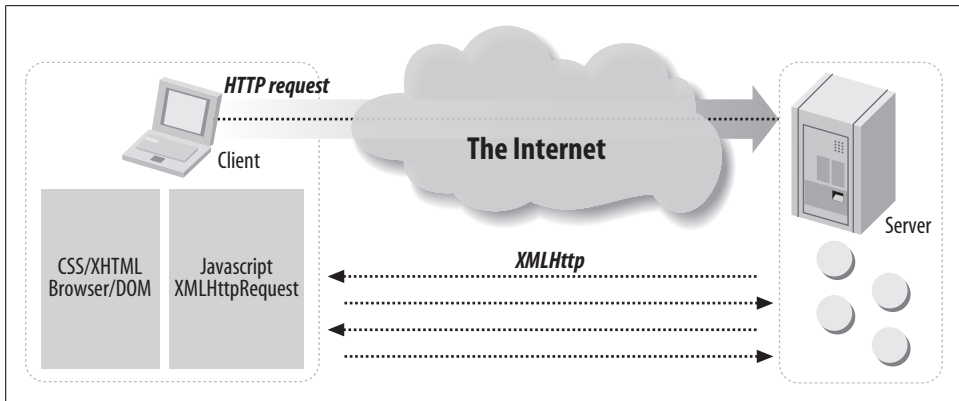 HTTP request
The Internet
Client
Server
CSS/XHTML
Browser/DOM
Javascript
XMLHttpRequest
XMLHttp